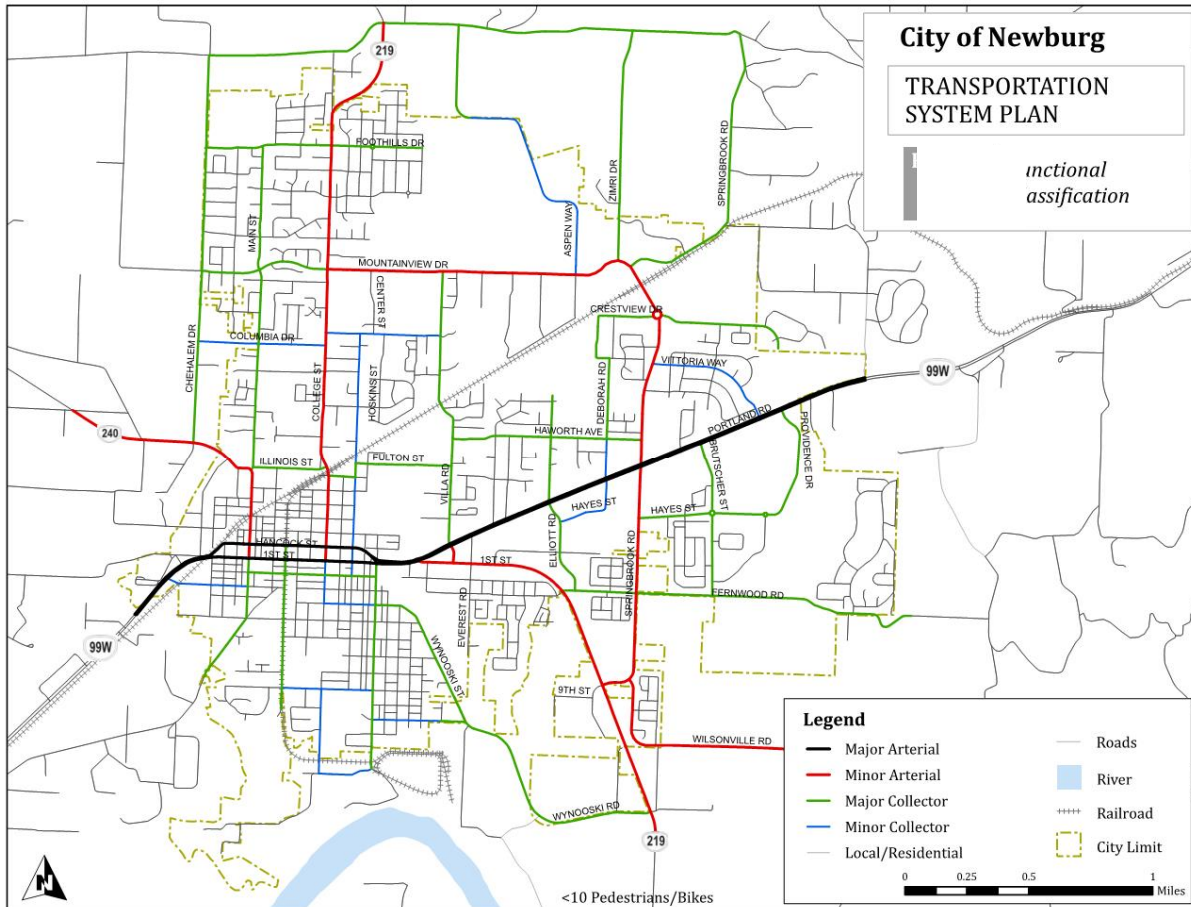 City of Newburg
TRANSPORTATION
SYSTEM PLAN
nctional
assification
219
FOOTHILLS DR
MAIN ST
ZIMRI DR
SPRINGBROOK RD
ASPEN WAY
MOUNTAINVIEW DR
CENTER ST
CRESTVIEW DR
COLUMBIA DR
CHEHALEM DR
COLLEGE ST
HOSKINS ST
VITTORIA WAY
99W
DEBORAH RD
PORTLAND RD
PROVIDENCE DR
240
HAWORTH AVE
ILLINOIS ST
FULTON ST
VILLA RD
BRUTSCHER ST
HAYES ST
HAYES ST
ELLIOTT RD
HANCOCK ST
1ST ST
1ST ST
SPRINGBROOK RD
FERNWOOD RD
EVEREST RD
WYNOOSKI ST
99W
9TH ST
WILSONVILLE RD
WYNOOSKI RD
219
N
<10 Pedestrians/Bikes
Legend
Major Arterial
Minor Arterial
Major Collector
Minor Collector
Local/Residential
Roads
River
Railroad
City Limit
0 0.25 0.5 1
Miles